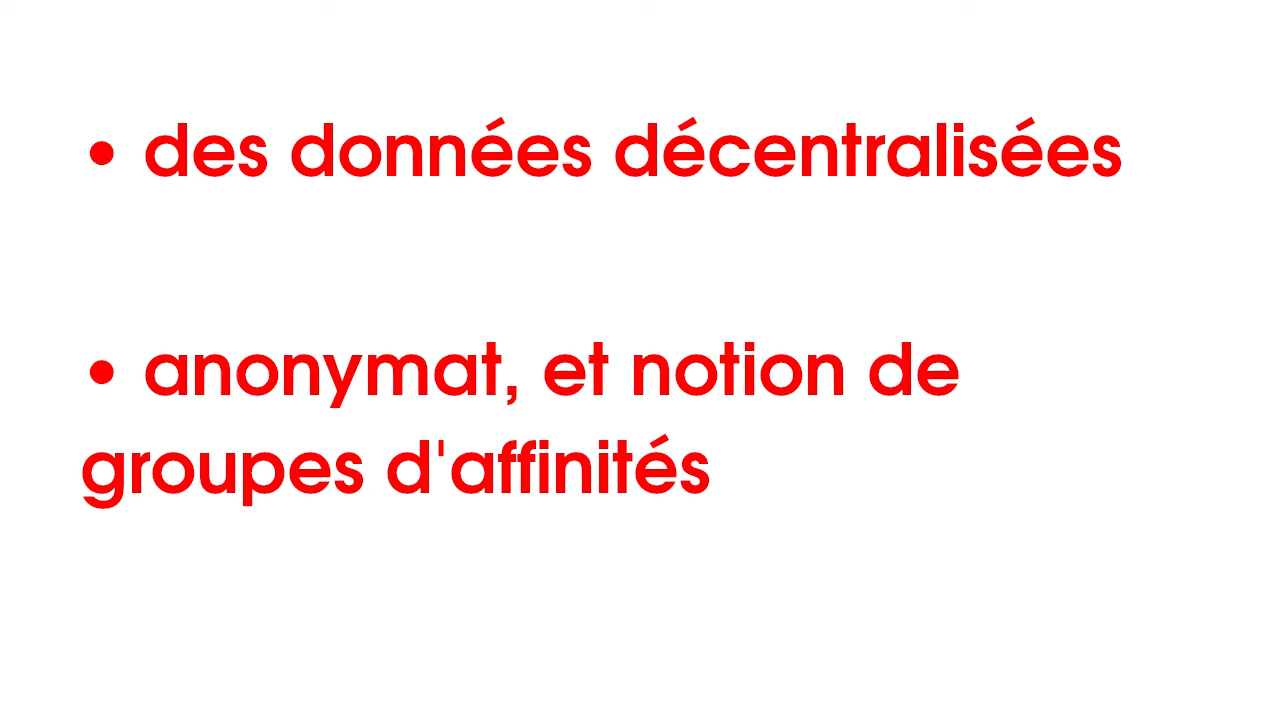 • des données décentralisées
• anonymat, et notion de
groupes d'affinités